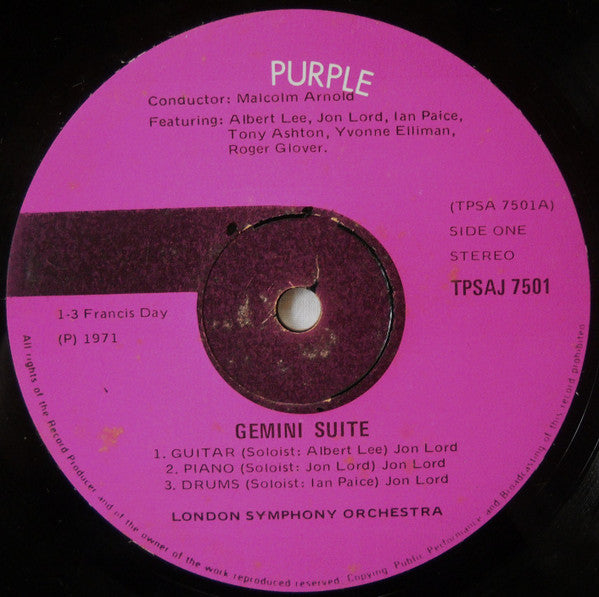 PURPLE
Conductor: Malcolm Arnold
Featuring: Albert Lee, Jon Lord, Ian Paice,
Tony Ashton, Yvonne Elliman,
Roger Glover.
(TPSA 7501A)
SIDE ONE
STEREO
TPSAJ 7501
1-3 Francis Day
(P) 1971
GEMINI SUITE
1. GUITAR (Soloist: Albert Lee) Jon Lord
2. PIANO (Soloist: Jon Lord) Jon Lord
3. DRUMS (Soloist: Ian Paice) Jon Lord
LONDON SYMPHONY ORCHESTRA
All rights of the Record Producer and of the owner of the work reproduced reserved. Copying Public Performance and Broadcasting of this record prohibited